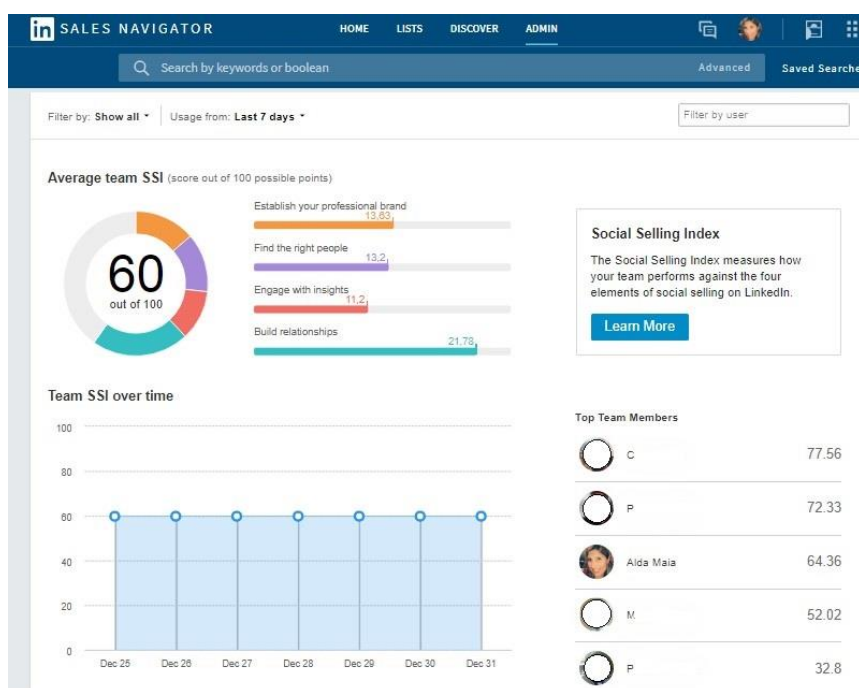 in SALES NAVIGATOR HOME LISTS DISCOVER ADMIN
Search by keywords or boolean Advanced Saved Searche
Filter by: Show all Usage from: Last 7 days Filter by user
Average team SSI (score out of 100 possible points)
60
out of 100
Establish your professional brand
13,63
Find the right people
13,2
Engage with insights
11,2
Build relationships
21.78
Social Selling Index
The Social Selling Index measures how
your team performs against the four
elements of social selling on LinkedIn.
Learn More
Team SSI over time
100
80
60
40
20
0
Dec 25 Dec 26 Dec 27 Dec 28 Dec 29 Dec 30 Dec 31
Top Team Members
C 77.56
P 72.33
Alda Maia 64.36
M 52.02
P 32.8